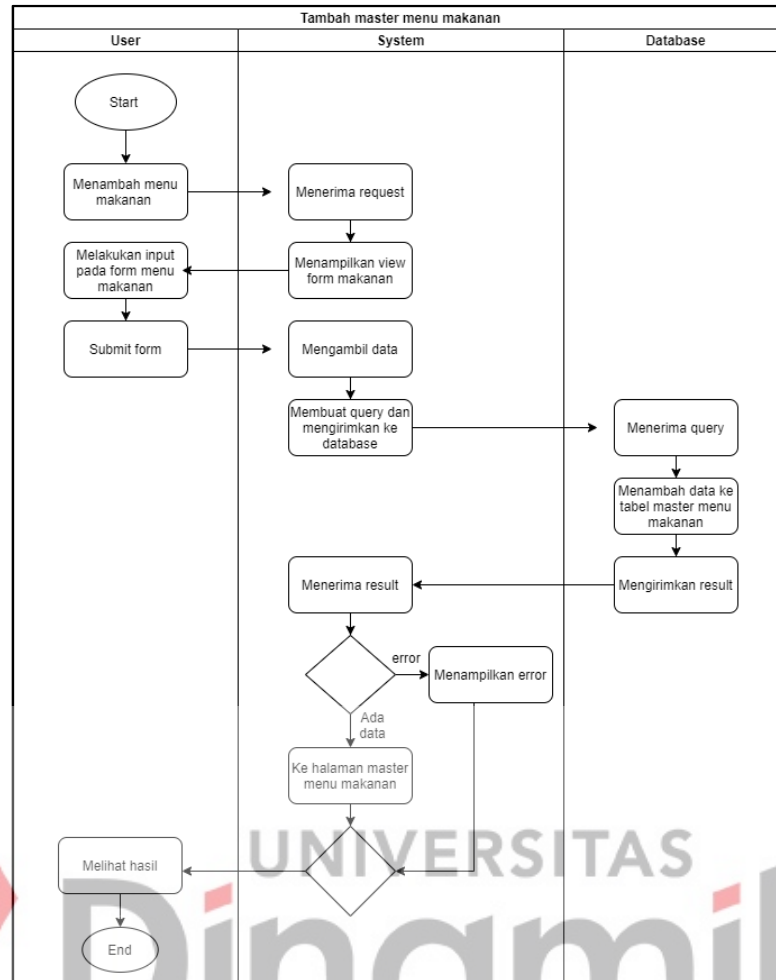 Tambah master menu makanan
User
System
Database
Start
Menambah menu
makanan
Menerima request
Melakukan input
pada form menu
makanan
Menampilkan view
form makanan
Submit form
Mengambil data
Membuat query dan
mengirimkan ke
database
Menerima query
Menambah data ke
tabel master menu
makanan
Menerima result
Mengirimkan result
error
Menampilkan error
Ada
data
Ke halaman master
menu makanan
UNIVERSITAS
Melihat hasil
End